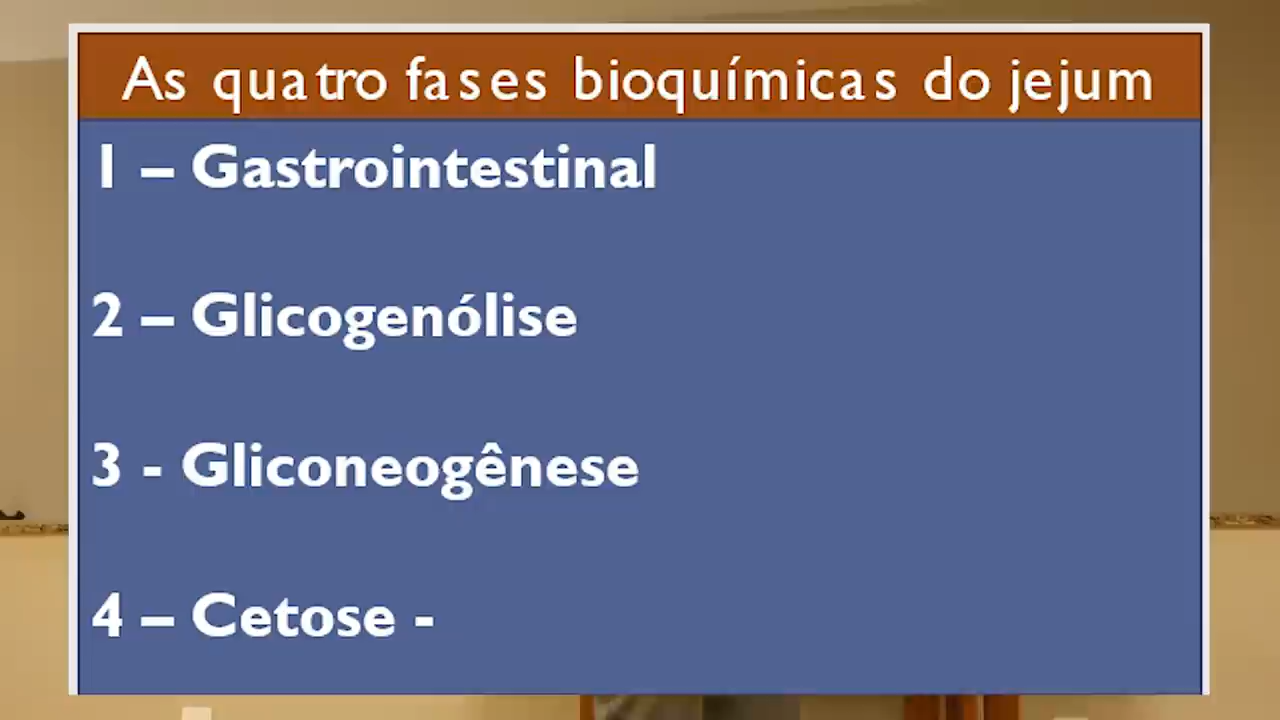 As quatro fases bioquímicas do jejum
1 – Gastrointestinal
2 – Glicogenólise
3 - Gliconeogênese
4 – Cetose -